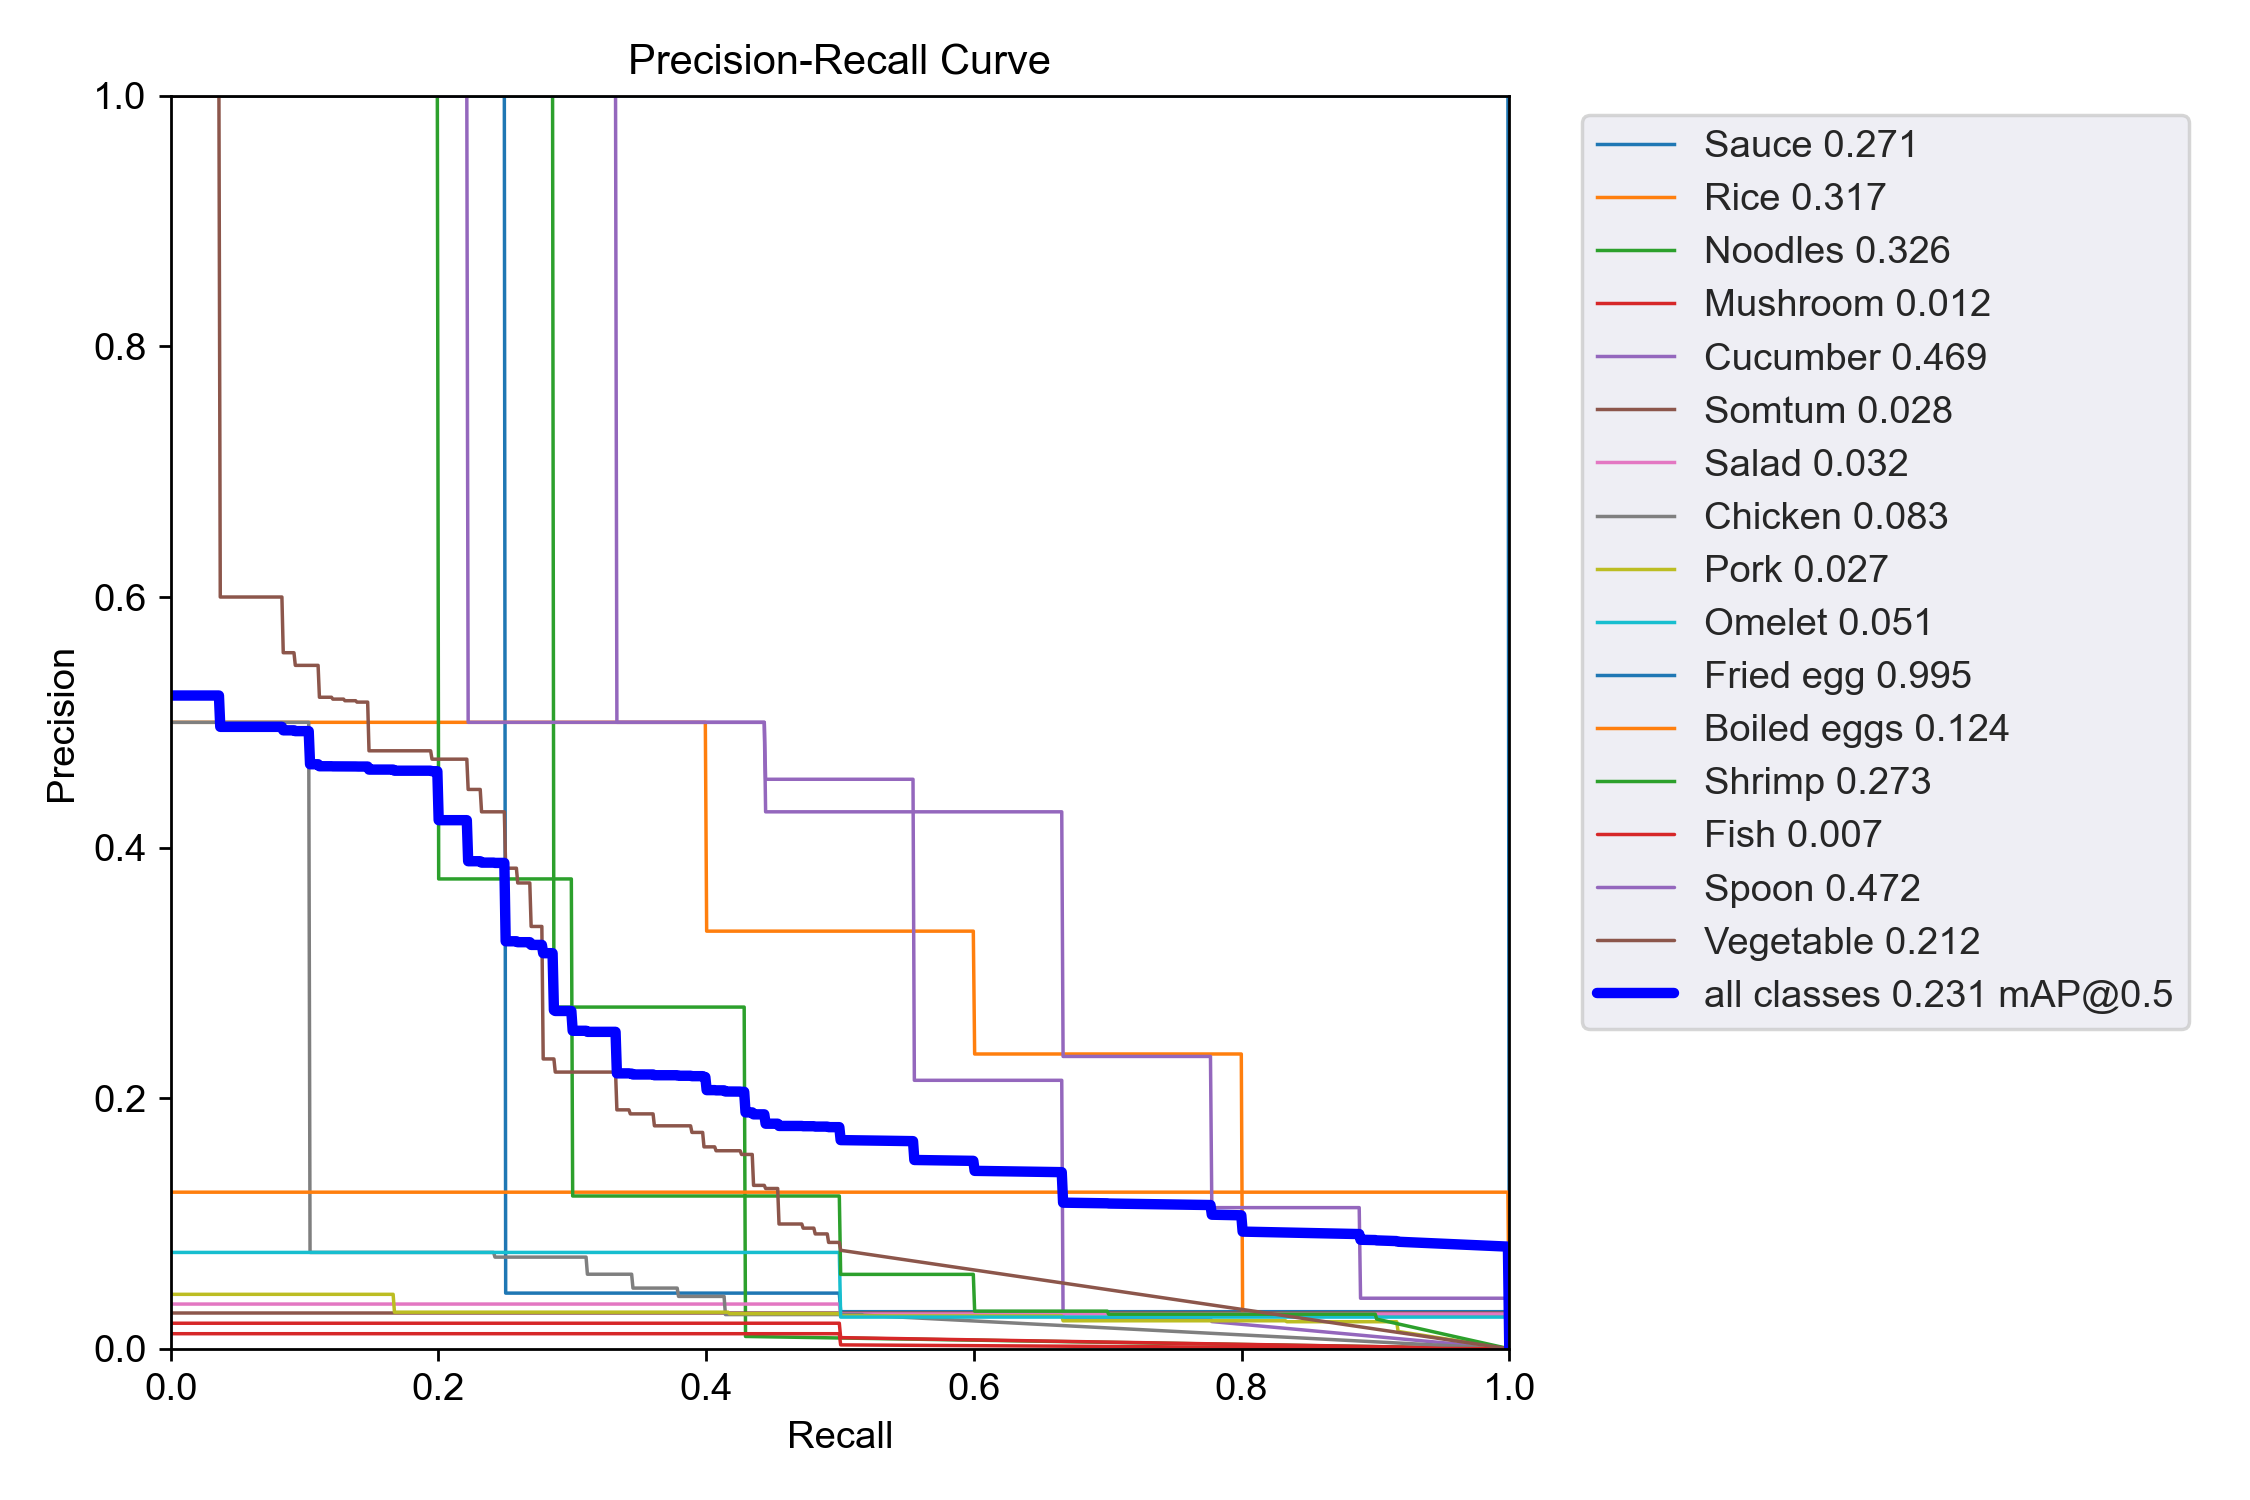 Precision-Recall Curve
1.0
0.8
0.6
0.4
0.2
0.0
Precision
0.0 0.2 0.4 0.6 0.8 1.0
Recall
Sauce 0.271
Rice 0.317
Noodles 0.326
Mushroom 0.012
Cucumber 0.469
Somtum 0.028
Salad 0.032
Chicken 0.083
Pork 0.027
Omelet 0.051
Fried egg 0.995
Boiled eggs 0.124
Shrimp 0.273
Fish 0.007
Spoon 0.472
Vegetable 0.212
all classes 0.231 mAP@0.5